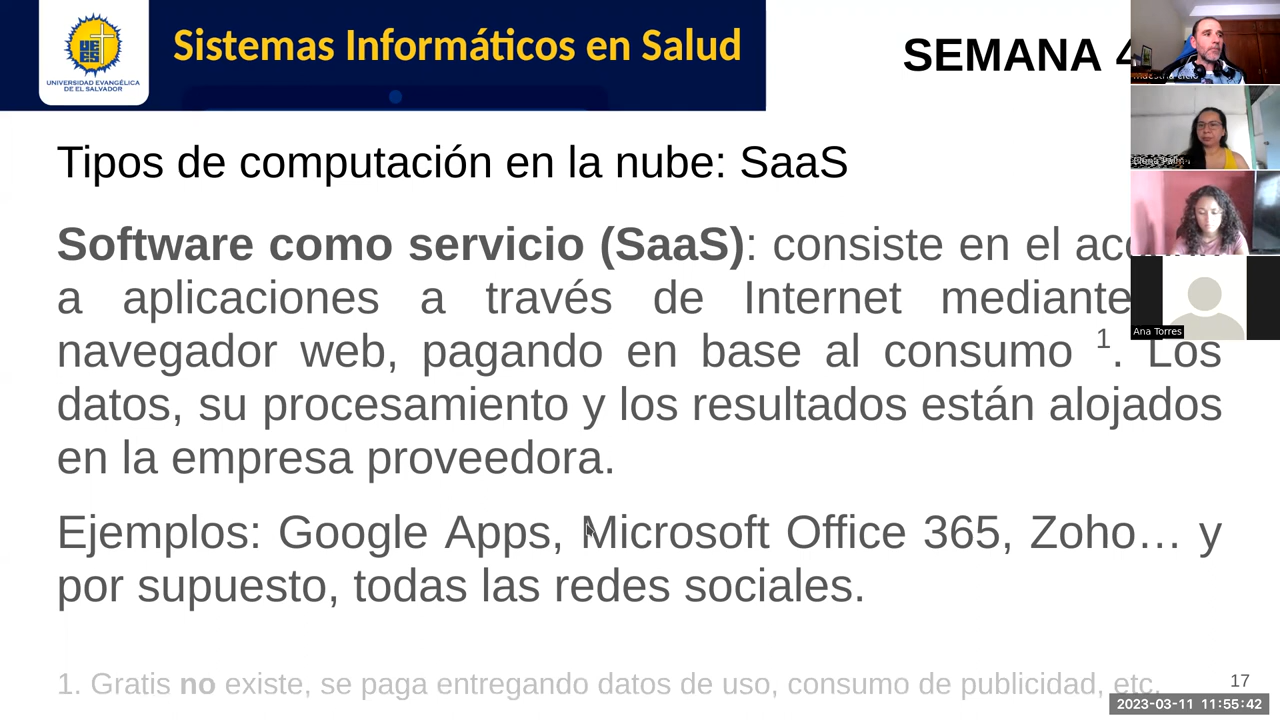 Sistemas Informáticos en Salud
UNIVERSIDAD EVANGÉLICA
DE EL SALVADOR
SEMANA 4
Tipos de computación en la nube: SaaS
Software como servicio (SaaS): consiste en el
a aplicaciones a través de Internet mediante
navegador web, pagando en base al consumo 1. Los
datos, su procesamiento y los resultados están alojados
en la empresa proveedora.
Ejemplos: Google Apps, Microsoft Office 365, Zoho… y
por supuesto, todas las redes sociales.
1. Gratis no existe, se paga entregando datos de uso, consumo de publicidad, etc.
17
Ana Torres
2023-03-11 11:55:42